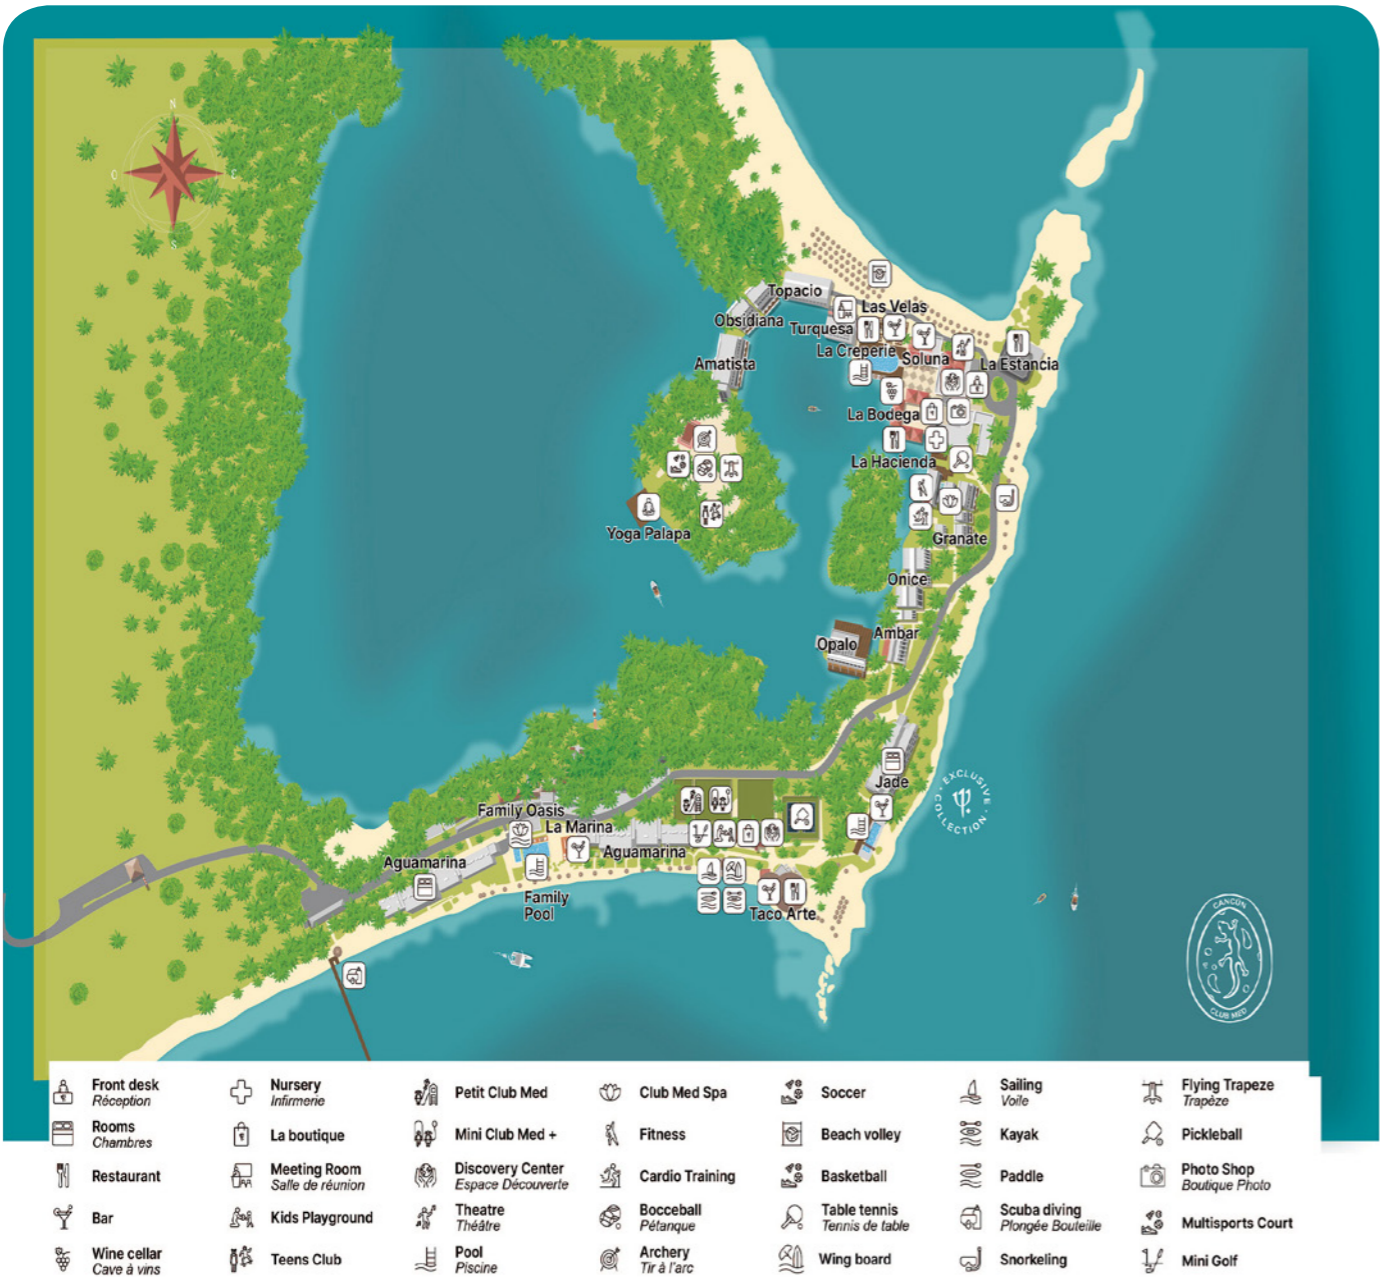 N
O
E
S
Topacio
Las Velas
Obsidiana
Turquesa
La Creperie
Soluna
La Estancia
Amatista
La Bodega
La Hacienda
Yoga Palapa
Granate
Onice
Ambar
Opalo
Jade
EXCLUSIVE
COLLECTION
Family Oasis
La Marina
Aguamarina
Aguamarina
Family
Pool
Taco Arte
CANCÚN
CLUB MED
Front desk
Réception
Rooms
Chambres
Restaurant
Bar
Wine cellar
Cave à vins
Nursery
Infirmerie
La boutique
Meeting Room
Salle de réunion
Kids Playground
Teens Club
Petit Club Med
Mini Club Med +
Discovery Center
Espace Découverte
Theatre
Théâtre
Pool
Piscine
Club Med Spa
Fitness
Cardio Training
Bocceball
Pétanque
Archery
Tir à l'arc
Soccer
Beach volley
Basketball
Table tennis
Tennis de table
Wing board
Sailing
Voile
Kayak
Paddle
Scuba diving
Plongée Bouteille
Snorkeling
Flying Trapeze
Trapèze
Pickleball
Photo Shop
Boutique Photo
Multisports Court
Mini Golf